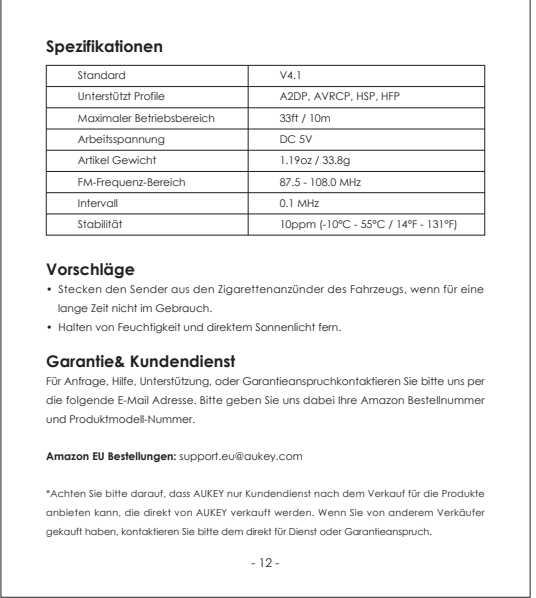 Spezifikationen
Standard V4.1
Unterstützt Profile A2DP, AVRCP, HSP, HFP
Maximaler Betriebsbereich 33ft / 10m
Arbeitsspannung DC 5V
Artikel Gewicht 1.19oz / 33.8g
FM-Frequenz-Bereich 87.5 - 108.0 MHz
Intervall 0.1 MHz
Stabilität 10ppm (-10°C - 55°C / 14°F - 131°F)
Vorschläge
• Stecken den Sender aus den Zigarettenanzünder des Fahrzeugs, wenn für eine
lange Zeit nicht im Gebrauch.
• Halten von Feuchtigkeit und direktem Sonnenlicht fern.
Garantie& Kundendienst
Für Anfrage, Hilfe, Unterstützung, oder Garantieanspruchkontaktieren Sie bitte uns per
die folgende E-Mail Adresse. Bitte geben Sie uns dabei Ihre Amazon Bestellnummer
und Produktmodell-Nummer.
Amazon EU Bestellungen: support.eu@aukey.com
*Achten Sie bitte darauf, dass AUKEY nur Kundendienst nach dem Verkauf für die Produkte
anbieten kann, die direkt von AUKEY verkauft werden. Wenn Sie von anderem Verkäufer
gekauft haben, kontaktieren Sie bitte dem direkt für Dienst oder Garantieanspruch.
- 12 -